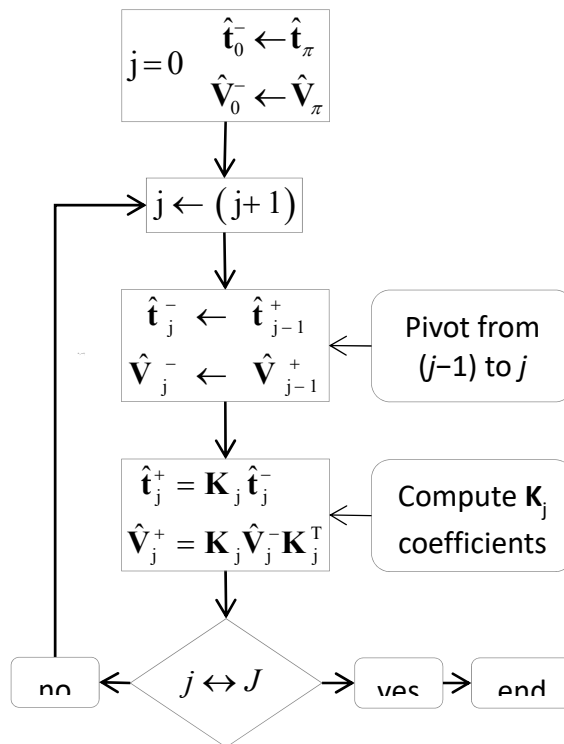 j=0
t̂₀⁻ ← t̂_π
V̂₀⁻ ← V̂_π
j ← (j+1)
t̂ⱼ⁻ ← t̂ⱼ₋₁⁺
V̂ⱼ⁻ ← V̂ⱼ₋₁⁺
Pivot from
(j−1) to j
t̂ⱼ⁺ = Kⱼ t̂ⱼ⁻
V̂ⱼ⁺ = Kⱼ V̂ⱼ⁻ Kⱼᵀ
Compute Kⱼ
coefficients
no
j ↔ J
yes
end